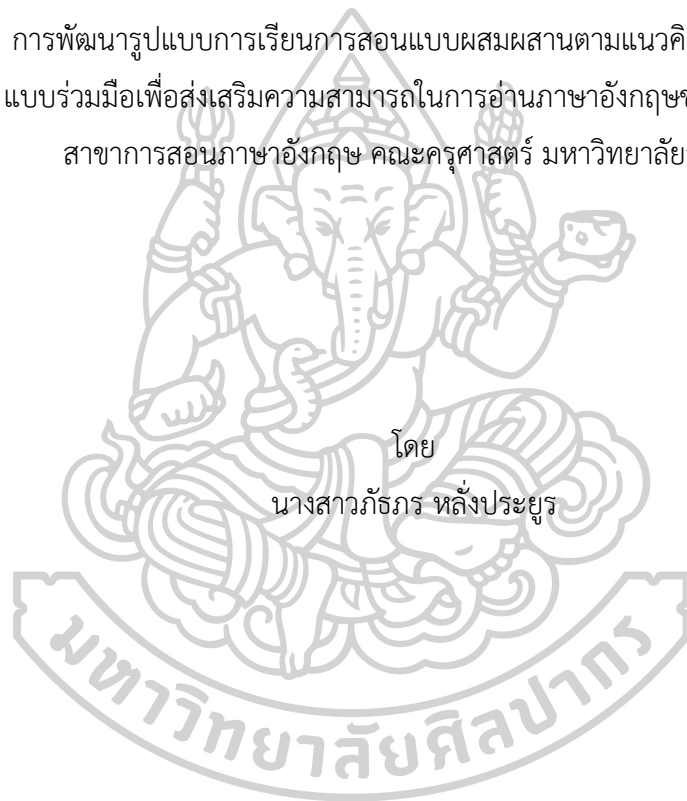 การพัฒนารูปแบบการเรียนการสอนแบบผสมผสานตามแนวคิ
แบบร่วมมือเพื่อส่งเสริมความสามารถในการอ่านภาษาอังกฤษ
สาขาการสอนภาษาอังกฤษ คณะครุศาสตร์ มหาวิทยาลัย
โดย
นางสาวภัธภร หลั่งประยูร
มหาวิทยาลัยศิลปากร